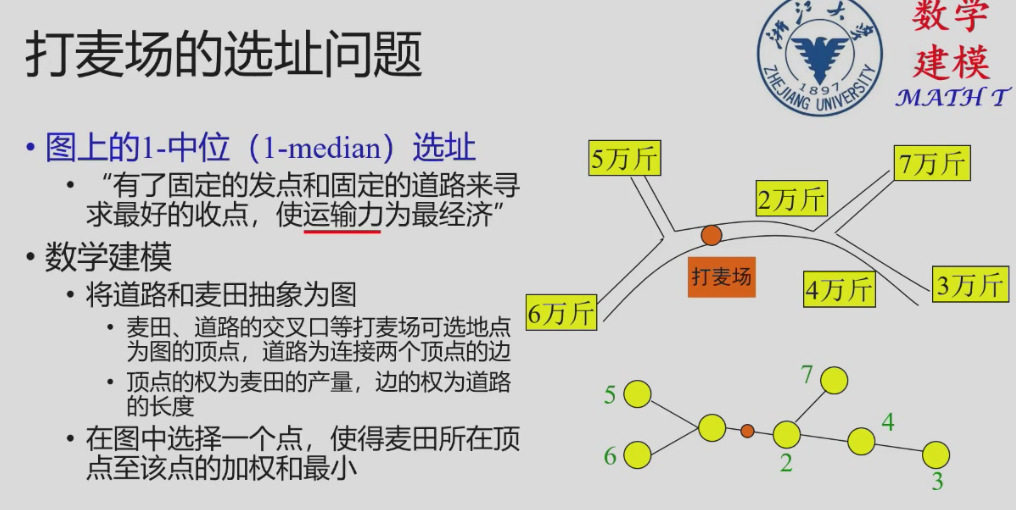 打麦场的选址问题
浙江大学
ZHEJIANG UNIVERSITY
1897
数学
建模
MATH T
• 图上的1-中位（1-median）选址
• “有了固定的发点和固定的道路来寻
求最好的收点，使运输力为最经济”
• 数学建模
• 将道路和麦田抽象为图
• 麦田、道路的交叉口等打麦场可选地点
为图的顶点，道路为连接两个顶点的边
• 顶点的权为麦田的产量，边的权为道路
的长度
• 在图中选择一个点，使得麦田所在顶
点至该点的加权和最小
5万斤
7万斤
2万斤
打麦场
4万斤
3万斤
6万斤
7
5
4
6
2
3